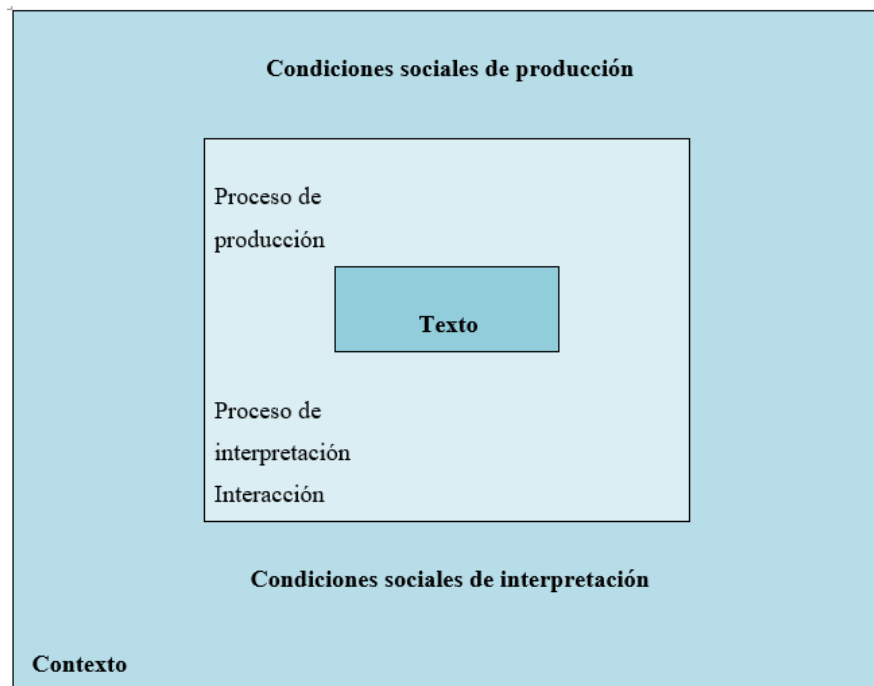 Condiciones sociales de producción
Proceso de
producción
Texto
Proceso de
interpretación
Interacción
Condiciones sociales de interpretación
Contexto